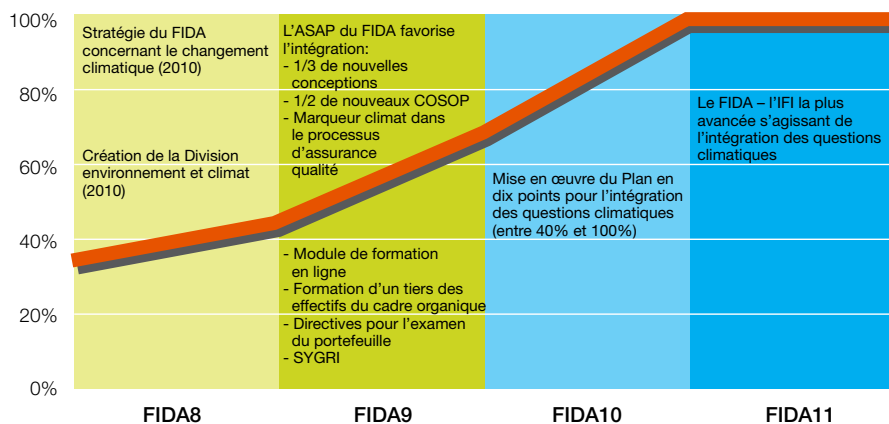 100%
80%
60%
40%
20%
0%
Stratégie du FIDA
concernant le changement
climatique (2010)
Création de la Division
environnement et climat
(2010)
L'ASAP du FIDA favorise
l'intégration:
- 1/3 de nouvelles
conceptions
- 1/2 de nouveaux COSOP
- Marqueur climat dans
le processus
d'assurance
qualité
- Module de formation
en ligne
- Formation d'un tiers des
effectifs du cadre organique
- Directives pour l'examen
du portefeuille
- SYGRI
Mise en œuvre du Plan en
dix points pour l'intégration
des questions climatiques
(entre 40% et 100%)
Le FIDA – l'IFI la plus
avancée s'agissant de
l'intégration des questions
climatiques
FIDA8
FIDA9
FIDA10
FIDA11